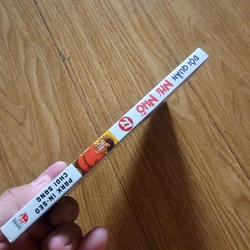 ĐỘI QUÂN
NHÍ NHỐ
21
PARK IN-SEO
CHOI SANG